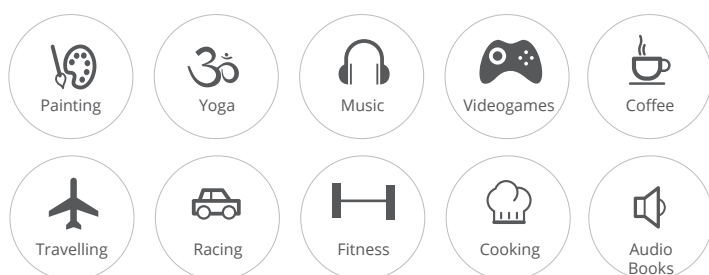 Painting
Yoga
Music
Videogames
Coffee
Travelling
Racing
Fitness
Cooking
Audio
Books